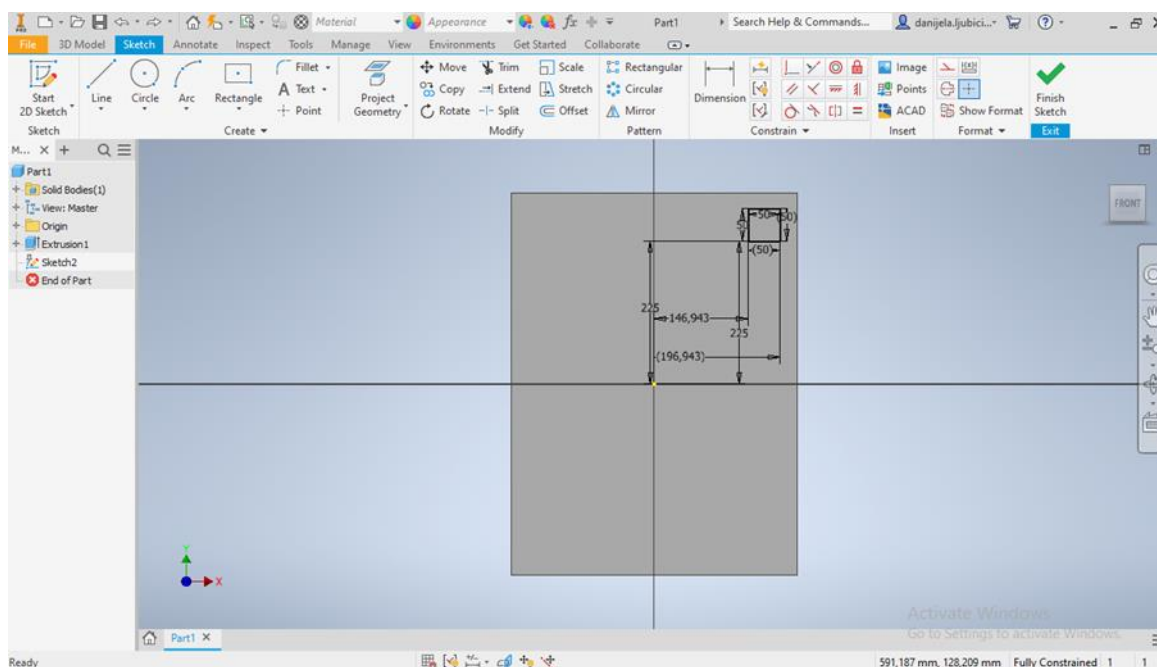 PRO
Material
Appearance
fx
Part1
Search Help & Commands...
danijela.ljubici...
File 3D Model Sketch Annotate Inspect Tools Manage View Environments Get Started Collaborate
Start
2D Sketch
Line
Circle
Arc
Rectangle
Fillet
Text
Point
Project
Geometry
Move Trim Scale
Copy Extend Stretch
Rotate Split Offset
Rectangular
Circular
Mirror
Dimension
Image
Points
ACAD
Show Format
Finish
Sketch
Sketch Create Modify Pattern Constrain Insert Format Exit
M...
Part1
Solid Bodies(1)
View: Master
Origin
Extrusion1
Sketch2
End of Part
FRONT
50
(50)
(50)
225
146,943
225
(196,943)
Y
X
Activate Windows
Go to Settings to activate Windows.
Part1
Ready
591,187 mm, 128,209 mm Fully Constrained 1 1